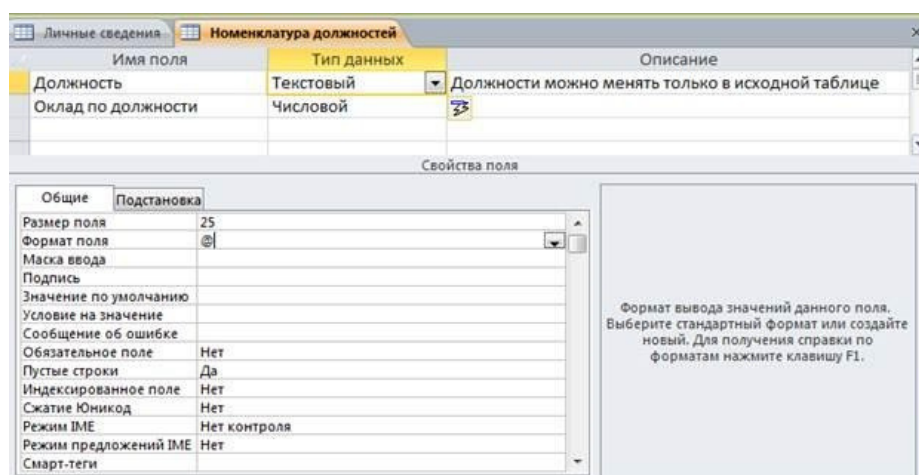 Личные сведения Номенклатура должностей
Имя поля Тип данных Описание
Должность Текстовый Должности можно менять только в исходной таблице
Оклад по должности Числовой
Свойства поля
Общие Подстановка
Размер поля 25
Формат поля @
Маска ввода
Подпись
Значение по умолчанию
Условие на значение
Сообщение об ошибке
Обязательное поле Нет
Пустые строки Да
Индексированное поле Нет
Сжатие Юникод Нет
Режим IME Нет контроля
Режим предложений IME Нет
Смарт-теги
Формат вывода значений данного поля.
Выберите стандартный формат или создайте
новый. Для получения справки по
форматам нажмите клавишу F1.